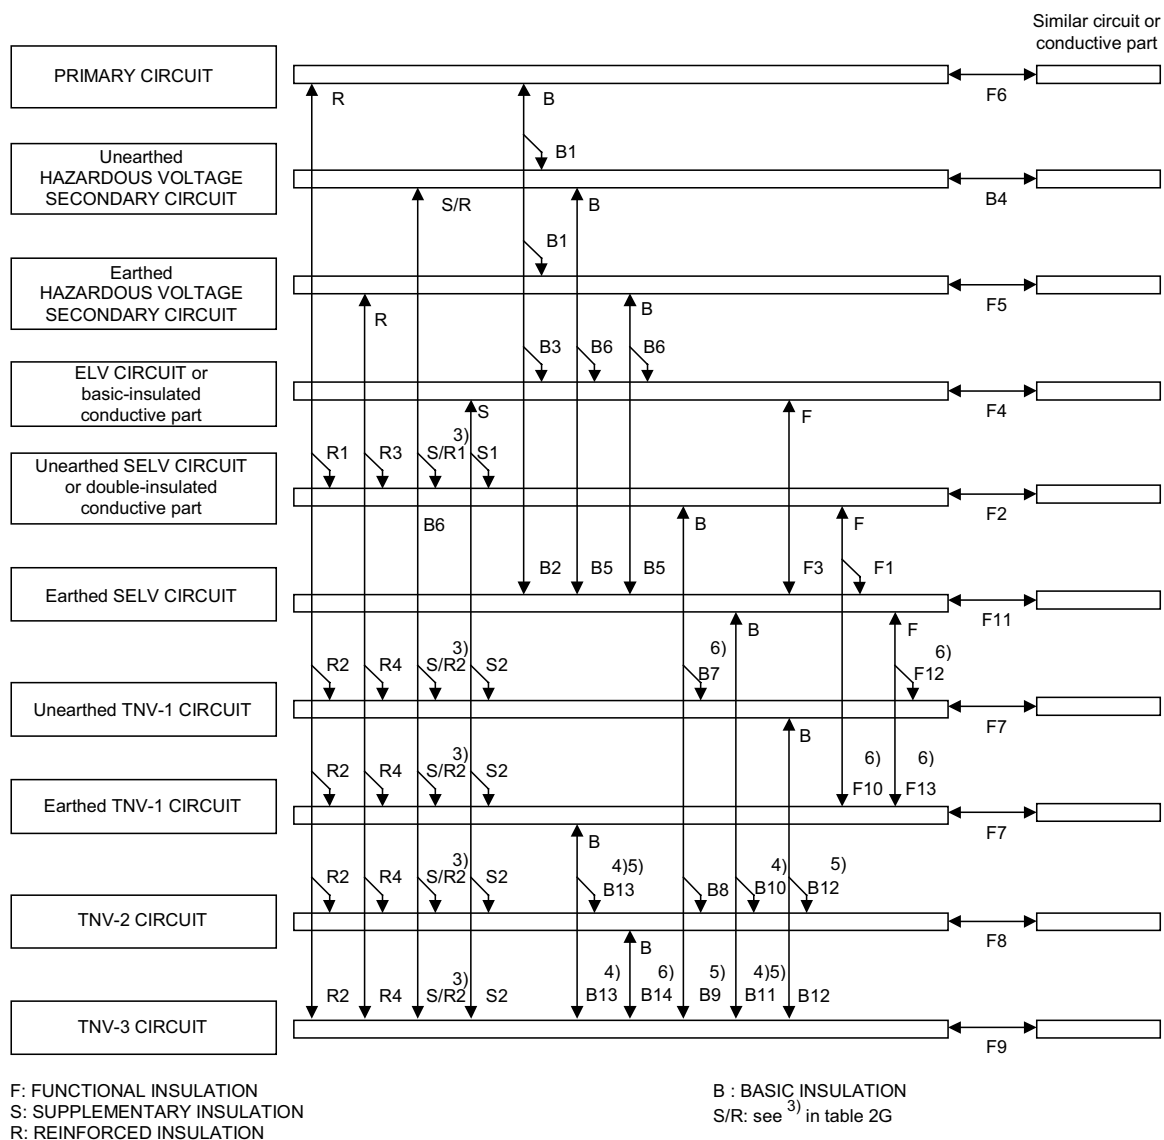 Similar circuit or
conductive part
PRIMARY CIRCUIT
R
B
F6
Unearthed
HAZARDOUS VOLTAGE
SECONDARY CIRCUIT
B1
S/R
B
B4
Earthed
HAZARDOUS VOLTAGE
SECONDARY CIRCUIT
B1
R
B
F5
ELV CIRCUIT or
basic-insulated
conductive part
B3
B6
B6
S
F
F4
Unearthed SELV CIRCUIT
or double-insulated
conductive part
R1
R3
S/R1
3)
S1
B6
B
F
F2
Earthed SELV CIRCUIT
B2
B5
B5
F3
F1
B
F
F11
Unearthed TNV-1 CIRCUIT
R2
R4
S/R2
3)
S2
6)
B7
6)
F12
B
F7
Earthed TNV-1 CIRCUIT
R2
R4
S/R2
3)
S2
6)
F10
6)
F13
B
F7
TNV-2 CIRCUIT
R2
R4
S/R2
3)
S2
4)5)
B13
B8
4)
B10
5)
B12
B
F8
TNV-3 CIRCUIT
R2
R4
S/R2
3)
S2
4)
B13
6)
B14
5)
B9
4)5)
B11
B12
F9
F: FUNCTIONAL INSULATION
S: SUPPLEMENTARY INSULATION
R: REINFORCED INSULATION
B : BASIC INSULATION
S/R: see 3) in table 2G